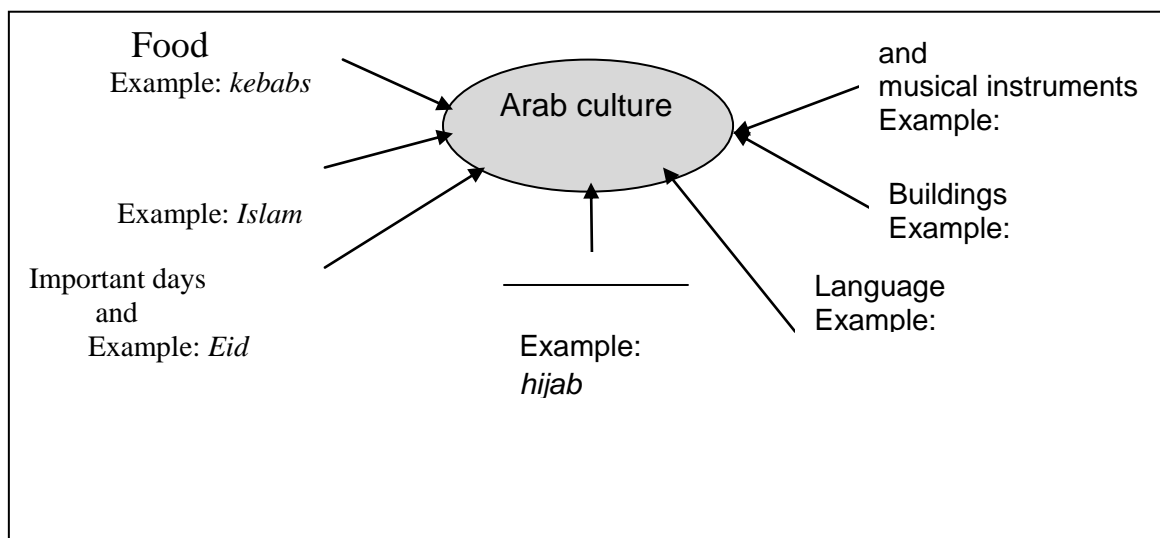 Food
Example: kebabs
Example: Islam
Important days
and
Example: Eid
Arab culture
Example:
hijab
and
musical instruments
Example:
Buildings
Example:
Language
Example: